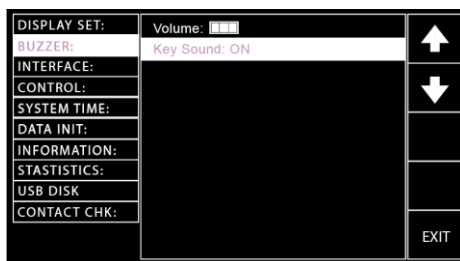 DISPLAY SET:
BUZZER:
INTERFACE:
CONTROL:
SYSTEM TIME:
DATA INIT:
INFORMATION:
STASTISTICS:
USB DISK
CONTACT CHK:
Volume:
Key Sound: ON
EXIT